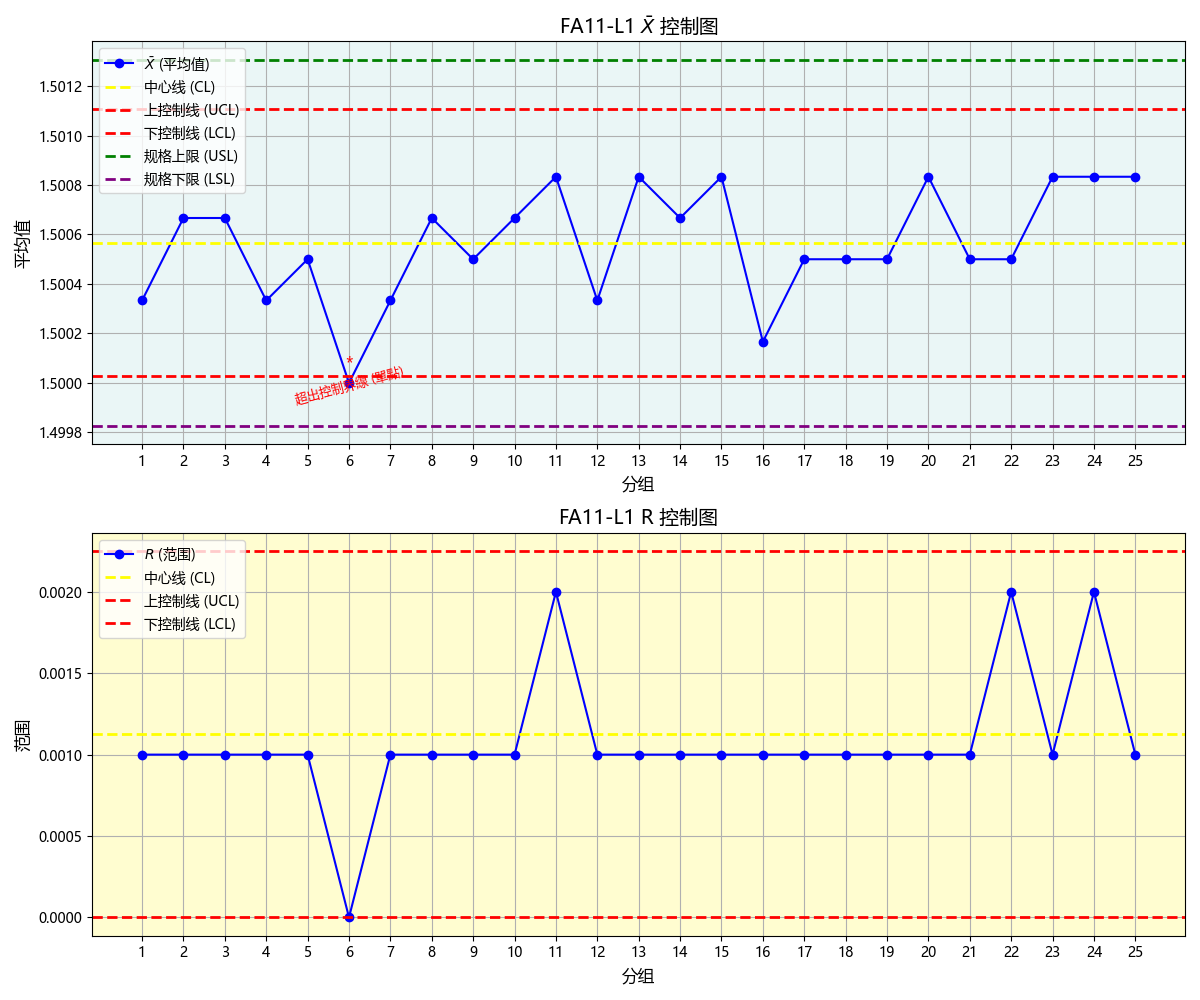 FA11-L1 X̄ 控制图
X̄ (平均值)
中心线 (CL)
上控制线 (UCL)
下控制线 (LCL)
规格上限 (USL)
规格下限 (LSL)
平均值
1.5012
1.5010
1.5008
1.5006
1.5004
1.5002
1.5000
1.4998
*
超出控制界線 (單點)
1 2 3 4 5 6 7 8 9 10 11 12 13 14 15 16 17 18 19 20 21 22 23 24 25
分组
FA11-L1 R 控制图
R (范围)
中心线 (CL)
上控制线 (UCL)
下控制线 (LCL)
范围
0.0020
0.0015
0.0010
0.0005
0.0000
1 2 3 4 5 6 7 8 9 10 11 12 13 14 15 16 17 18 19 20 21 22 23 24 25
分组